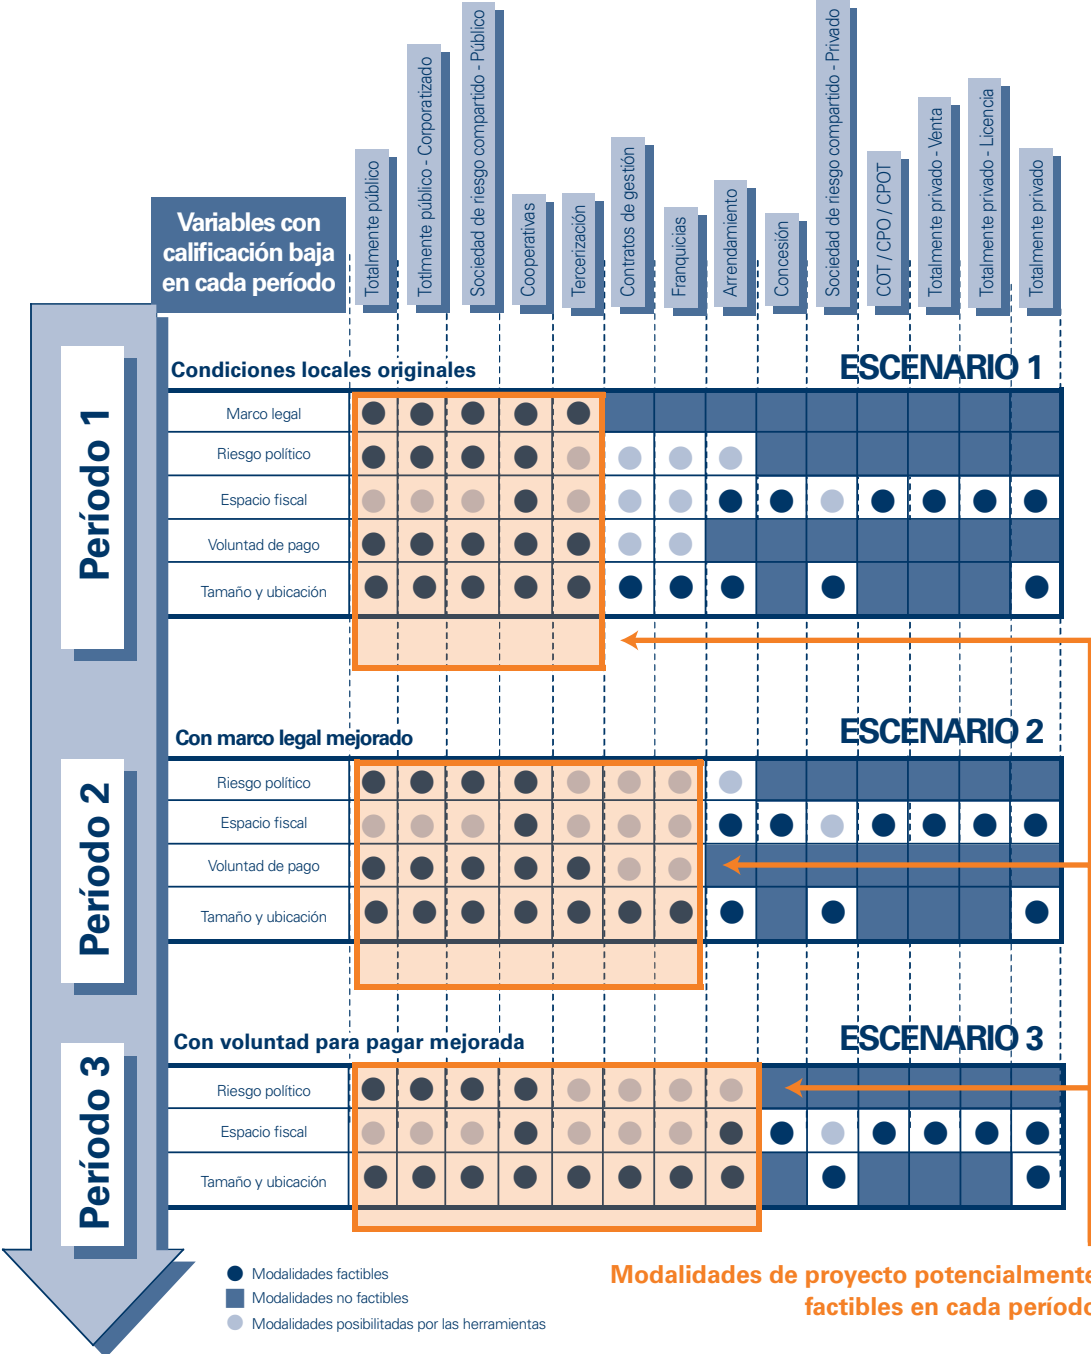 Totalmente público
Totlmente público - Corporatizado
Sociedad de riesgo compartido - Público
Cooperativas
Tercerización
Contratos de gestión
Franquicias
Arrendamiento
Concesión
Sociedad de riesgo compartido - Privado
COT / CPO / CPOT
Totalmente privado - Venta
Totalmente privado - Licencia
Totalmente privado
Variables con
calificación baja
en cada período
Período 1
Condiciones locales originales
ESCENARIO 1
Marco legal
Riesgo político
Espacio fiscal
Voluntad de pago
Tamaño y ubicación
Período 2
Con marco legal mejorado
ESCENARIO 2
Riesgo político
Espacio fiscal
Voluntad de pago
Tamaño y ubicación
Período 3
Con voluntad para pagar mejorada
ESCENARIO 3
Riesgo político
Espacio fiscal
Tamaño y ubicación
Modalidades factibles
Modalidades no factibles
Modalidades posibilitadas por las herramientas
Modalidades de proyecto potencialmente
factibles en cada período